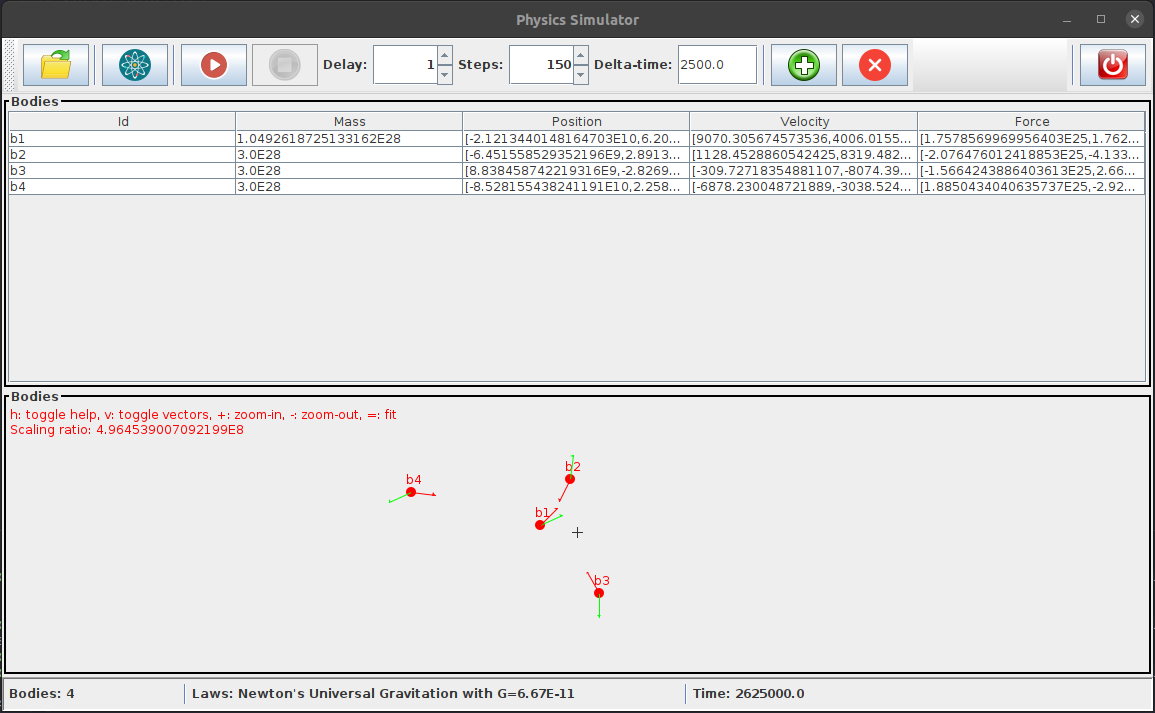 Physics Simulator
Delay: 1 Steps: 150 Delta-time: 2500.0
Bodies
Id Mass Position Velocity Force
b1 1.0492618725133162E28 [-2.1213440148164703E10,6.20... [9070.305674573536,4006.0155... [1.7578569969956403E25,1.762...
b2 3.0E28 [-6.451558529352196E9,2.8913... [1128.4528860542425,8319.482... [-2.076476012418853E25,-4.133...
b3 3.0E28 [8.838458742219316E9,-2.8269... [-309.72718354881107,-8074.39... [-1.5664243886403613E25,2.66...
b4 3.0E28 [-8.528155438241191E10,2.258... [-6878.230048721889,-3038.524... [1.8850434040635737E25,-2.92...
Bodies
h: toggle help, v: toggle vectors, +: zoom-in, -: zoom-out, =: fit
Scaling ratio: 4.964539007092199E8
b2
b4
b1
b3
Bodies: 4 Laws: Newton's Universal Gravitation with G=6.67E-11 Time: 2625000.0